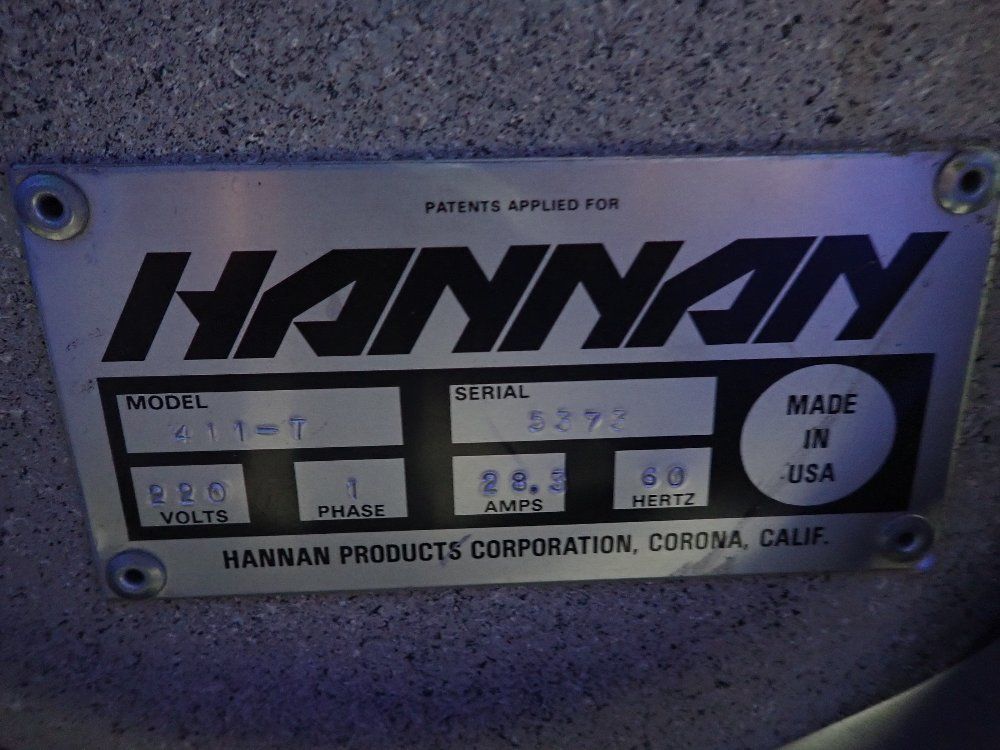 PATENTS APPLIED FOR
HANNAN
MODEL
411-T
SERIAL
5373
220
VOLTS
1
PHASE
28.3
AMPS
60
HERTZ
MADE
IN
USA
HANNAN PRODUCTS CORPORATION, CORONA, CALIF.